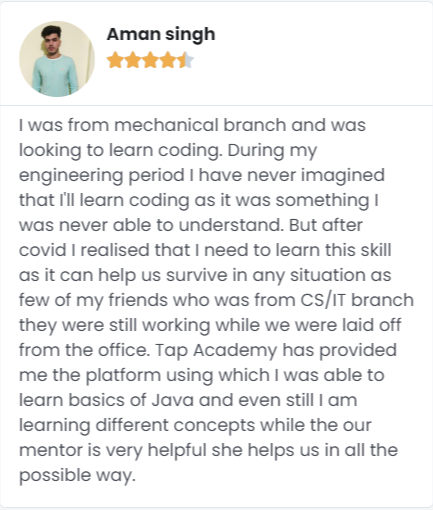 Aman singh
I was from mechanical branch and was
looking to learn coding. During my
engineering period I have never imagined
that I'll learn coding as it was something I
was never able to understand. But after
covid I realised that I need to learn this skill
as it can help us survive in any situation as
few of my friends who was from CS/IT branch
they were still working while we were laid off
from the office. Tap Academy has provided
me the platform using which I was able to
learn basics of Java and even still I am
learning different concepts while the our
mentor is very helpful she helps us in all the
possible way.